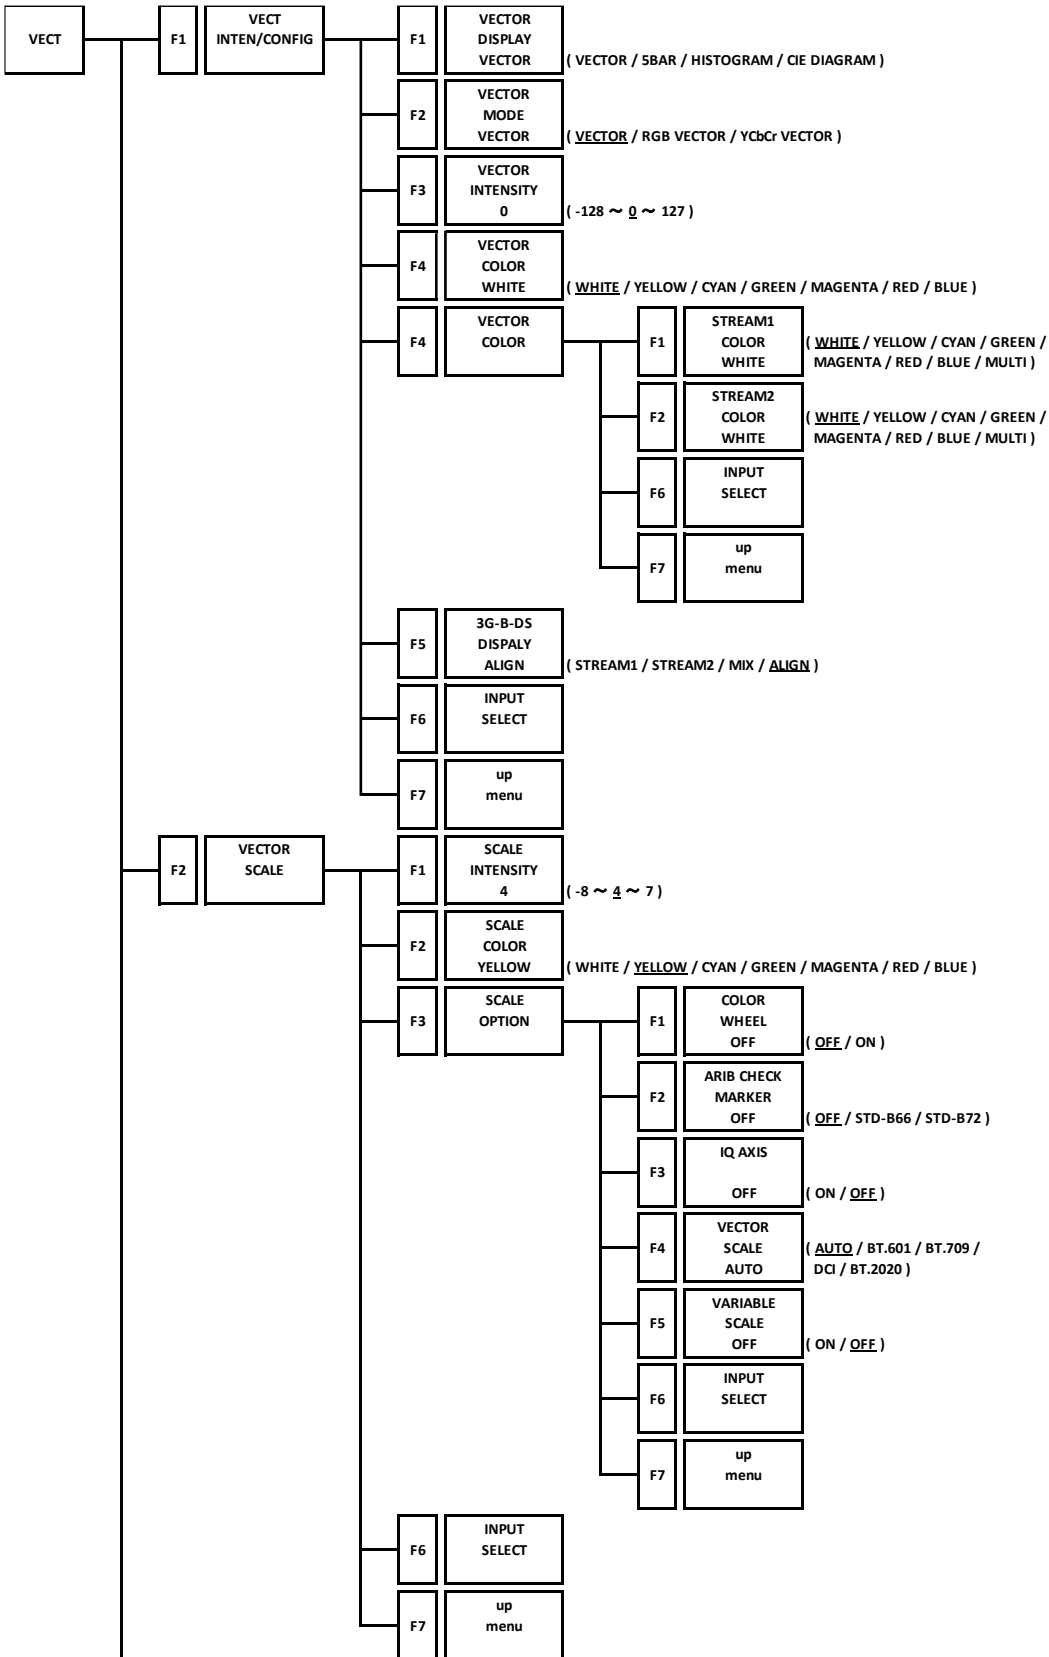 VECT
F1
VECT
INTEN/CONFIG
F1
VECTOR
DISPLAY
VECTOR
( VECTOR / 5BAR / HISTOGRAM / CIE DIAGRAM )
F2
VECTOR
MODE
VECTOR
( VECTOR / RGB VECTOR / YCbCr VECTOR )
F3
VECTOR
INTENSITY
0
( -128 ～ 0 ～ 127 )
F4
VECTOR
COLOR
WHITE
( WHITE / YELLOW / CYAN / GREEN / MAGENTA / RED / BLUE )
F4
VECTOR
COLOR
F1
STREAM1
COLOR
WHITE
( WHITE / YELLOW / CYAN / GREEN /
MAGENTA / RED / BLUE / MULTI )
F2
STREAM2
COLOR
WHITE
( WHITE / YELLOW / CYAN / GREEN /
MAGENTA / RED / BLUE / MULTI )
F6
INPUT
SELECT
F7
up
menu
F5
3G-B-DS
DISPALY
ALIGN
( STREAM1 / STREAM2 / MIX / ALIGN )
F6
INPUT
SELECT
F7
up
menu
F2
VECTOR
SCALE
F1
SCALE
INTENSITY
4
( -8 ～ 4 ～ 7 )
F2
SCALE
COLOR
YELLOW
( WHITE / YELLOW / CYAN / GREEN / MAGENTA / RED / BLUE )
F3
SCALE
OPTION
F1
COLOR
WHEEL
OFF
( OFF / ON )
F2
ARIB CHECK
MARKER
OFF
( OFF / STD-B66 / STD-B72 )
F3
IQ AXIS
OFF
( ON / OFF )
F4
VECTOR
SCALE
AUTO
( AUTO / BT.601 / BT.709 /
DCI / BT.2020 )
F5
VARIABLE
SCALE
OFF
( ON / OFF )
F6
INPUT
SELECT
F7
up
menu
F6
INPUT
SELECT
F7
up
menu